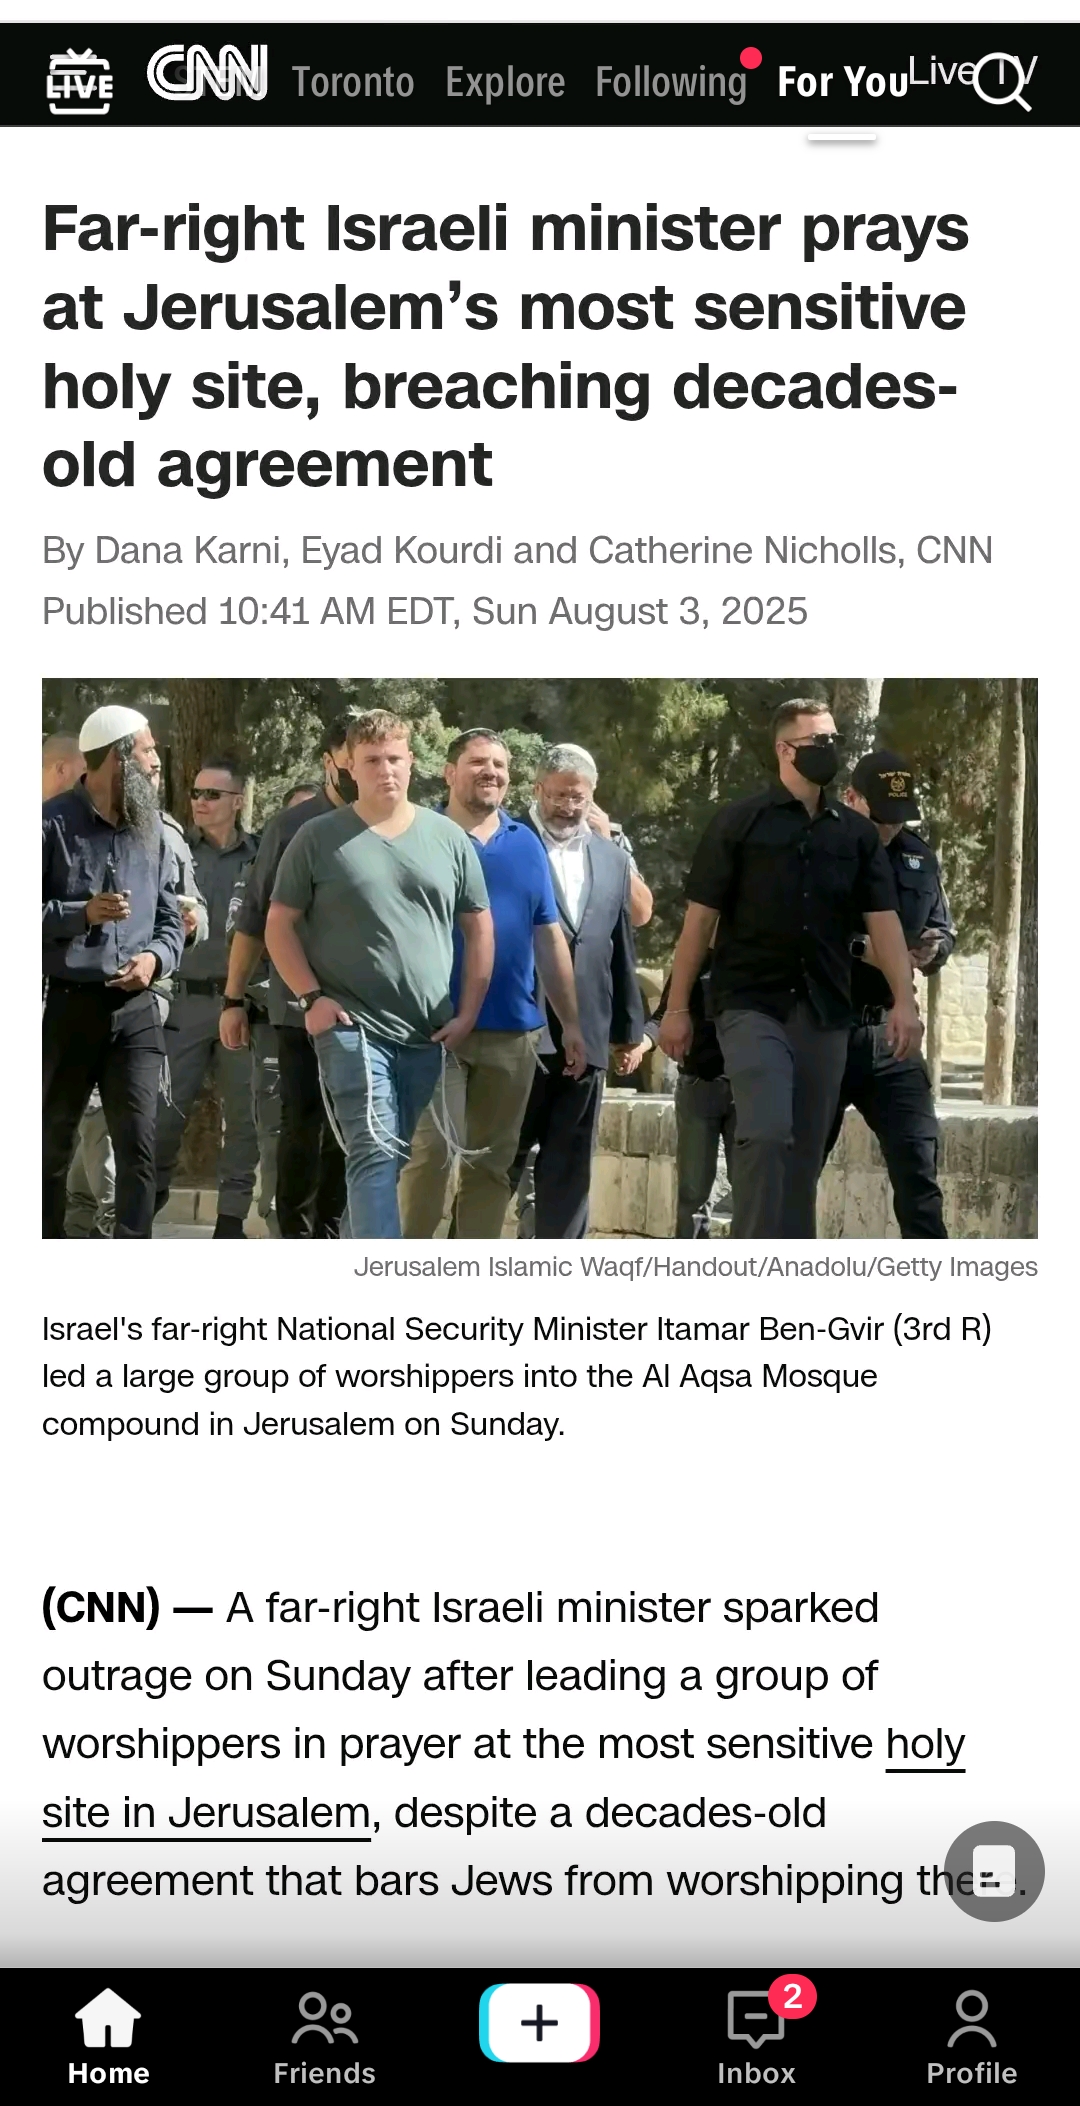 LIVE
CNN
Toronto Explore Following For You Live TV
Far-right Israeli minister prays
at Jerusalem’s most sensitive
holy site, breaching decades-
old agreement
By Dana Karni, Eyad Kourdi and Catherine Nicholls, CNN
Published 10:41 AM EDT, Sun August 3, 2025
POLICE
Jerusalem Islamic Waqf/Handout/Anadolu/Getty Images
Israel's far-right National Security Minister Itamar Ben-Gvir (3rd R)
led a large group of worshippers into the Al Aqsa Mosque
compound in Jerusalem on Sunday.
(CNN) — A far-right Israeli minister sparked
outrage on Sunday after leading a group of
worshippers in prayer at the most sensitive holy
site in Jerusalem, despite a decades-old
agreement that bars Jews from worshipping there.
2
Home Friends Inbox Profile